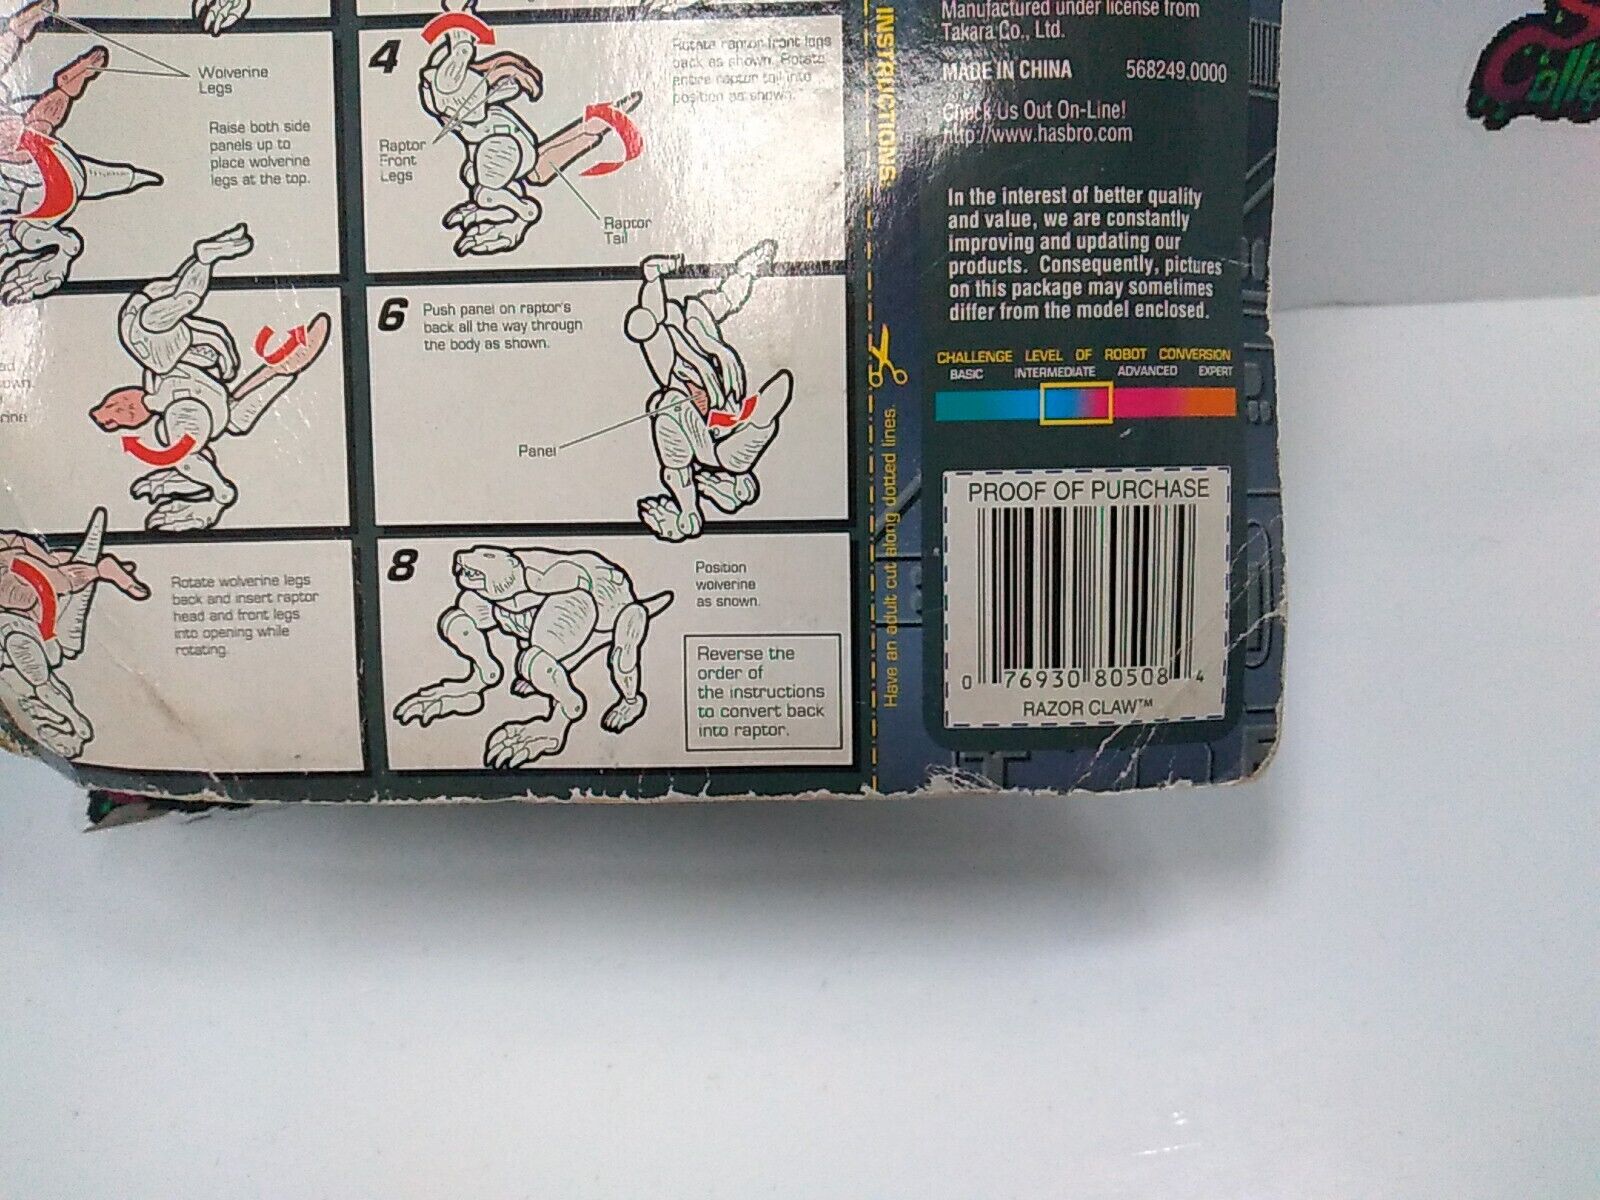 Wolverine
Legs
Raise both side
panels up to
place wolverine
legs at the top.
4
Rotate raptor front legs
back as shown. Rotate
entire raptor tail into
position as shown.
Raptor
Front
Legs
Raptor
Tail
6
Push panel on raptor's
back all the way through
the body as shown.
Panel
Rotate wolverine legs
back and insert raptor
head and front legs
into opening while
rotating.
8
Position
wolverine
as shown.
Reverse the
order of
the instructions
to convert back
into raptor.
INSTRUCTIONS:
Have an adult cut along dotted lines.
Manufactured under license from
Takara Co., Ltd.
MADE IN CHINA 568249.0000
Check Us Out On-Line!
http://www.hasbro.com
In the interest of better quality
and value, we are constantly
improving and updating our
products. Consequently, pictures
on this package may sometimes
differ from the model enclosed.
CHALLENGE LEVEL OF ROBOT CONVERSION
BASIC INTERMEDIATE ADVANCED EXPERT
PROOF OF PURCHASE
0 76930 80508 4
RAZOR CLAW™